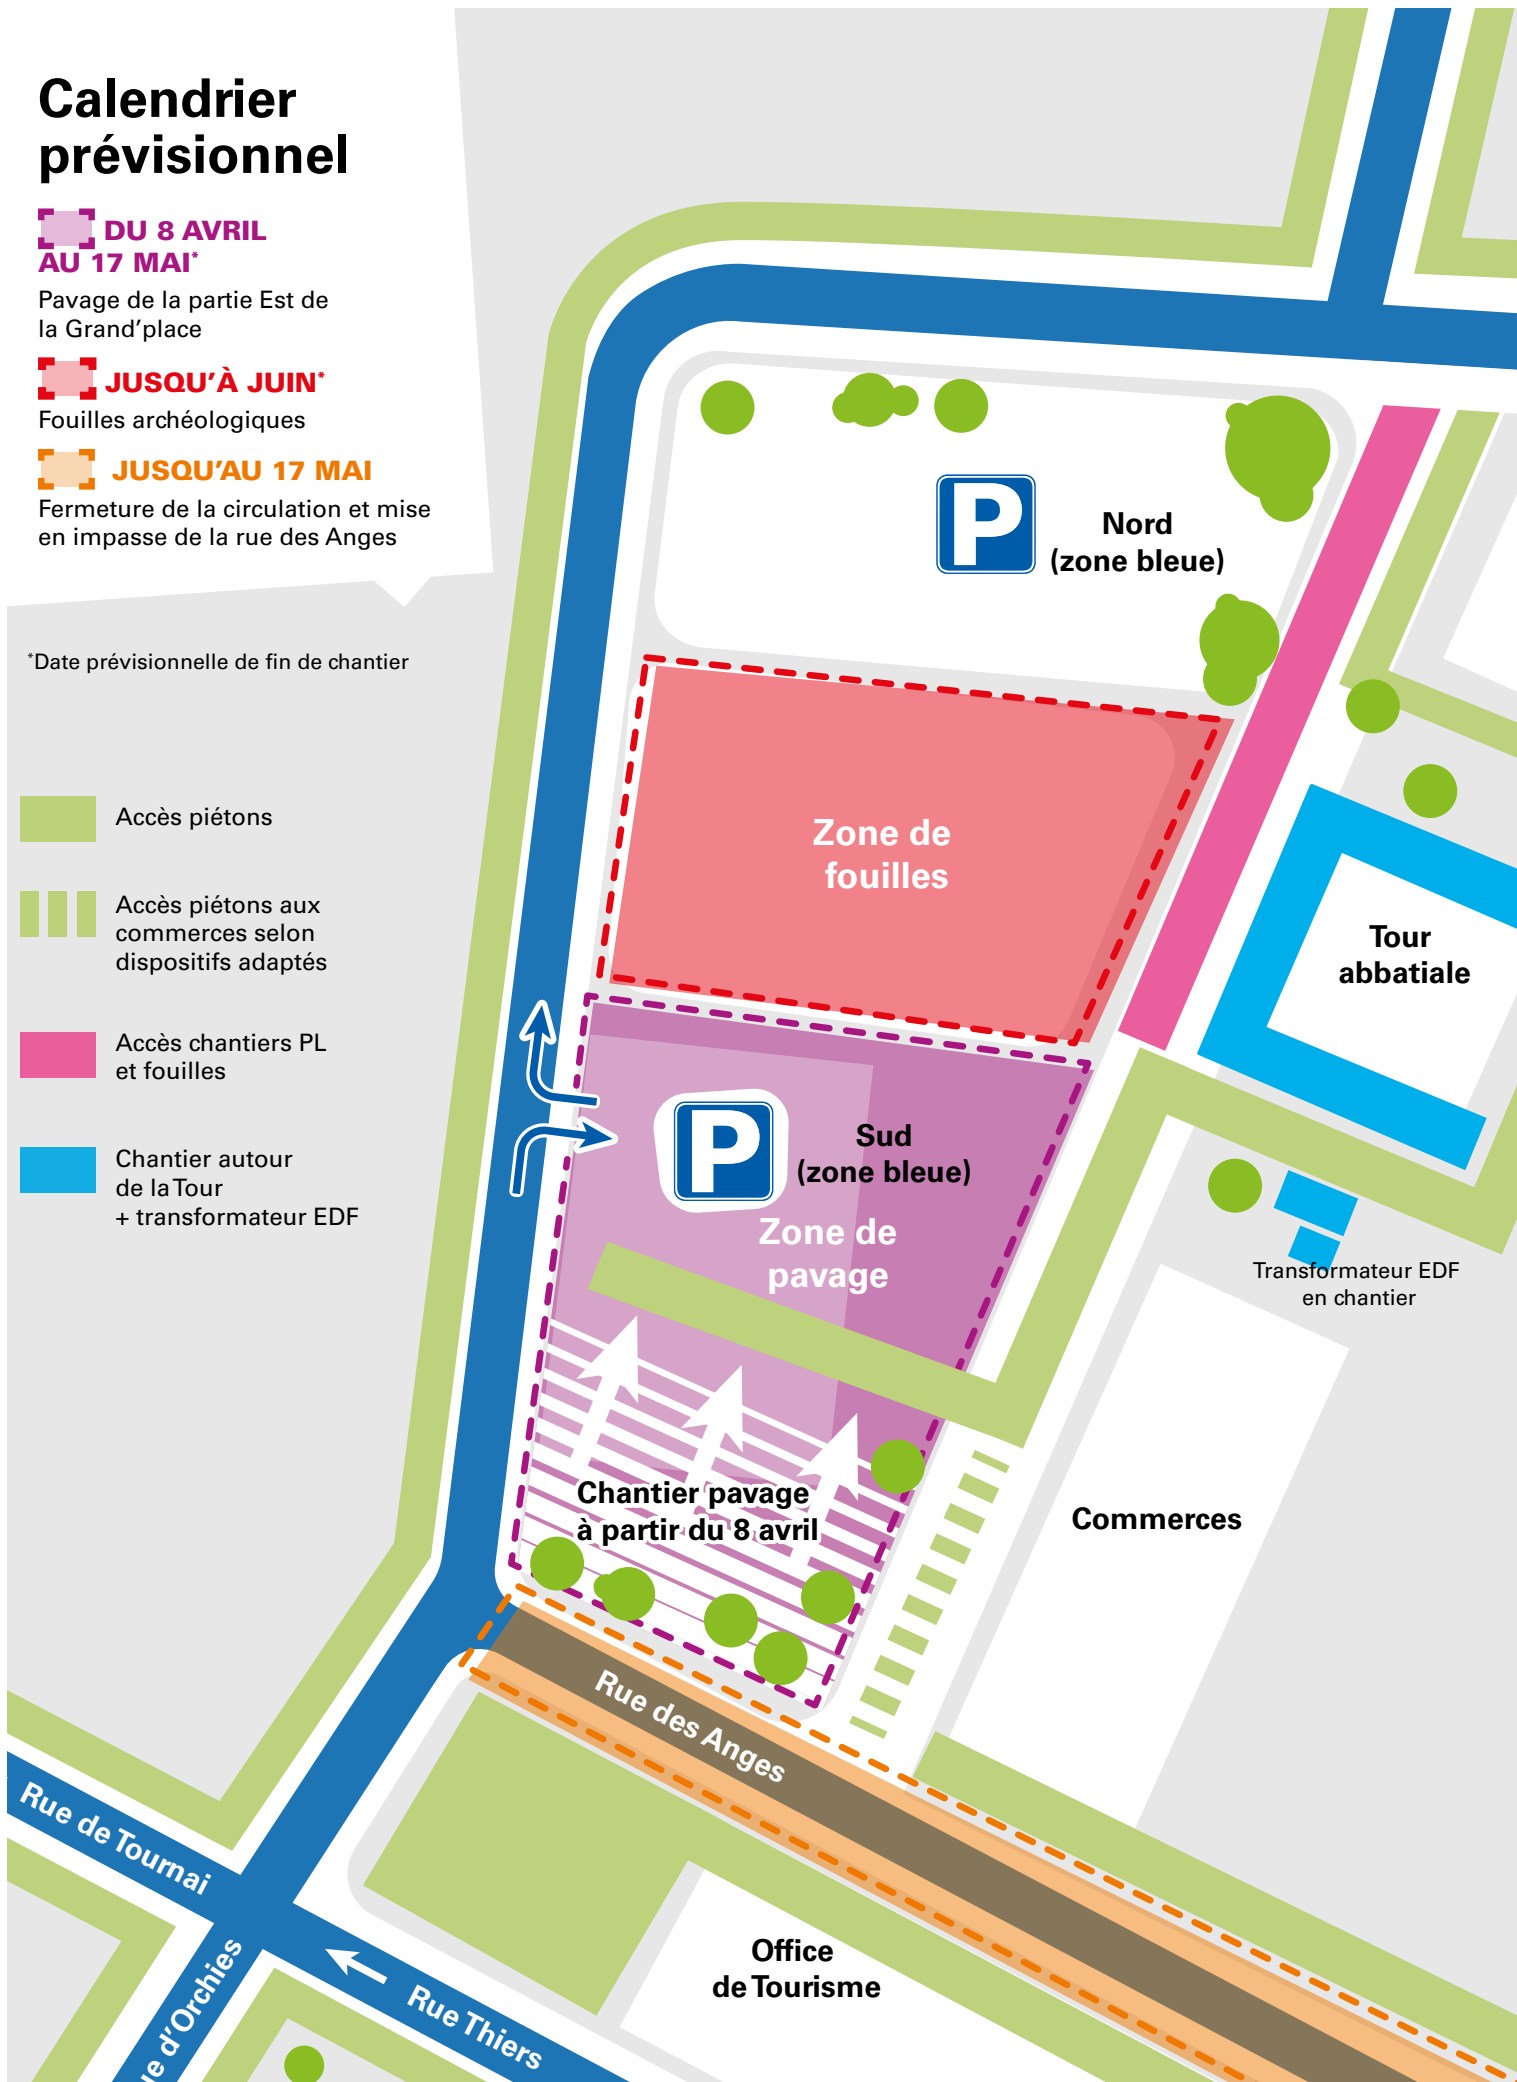 Calendrier
prévisionnel
DU 8 AVRIL
AU 17 MAI*
Pavage de la partie Est de
la Grand'place
JUSQU'À JUIN*
Fouilles archéologiques
JUSQU'AU 17 MAI
Fermeture de la circulation et mise
en impasse de la rue des Anges
*Date prévisionnelle de fin de chantier
Accès piétons
Accès piétons aux
commerces selon
dispositifs adaptés
Accès chantiers PL
et fouilles
Chantier autour
de la Tour
+ transformateur EDF
P
Nord
(zone bleue)
Zone de
fouilles
Tour
abbatiale
P
Sud
(zone bleue)
Zone de
pavage
Transformateur EDF
en chantier
Chantier pavage
à partir du 8 avril
Commerces
Rue des Anges
Rue de Tournai
Office
de Tourisme
ue d'Orchies
Rue Thiers